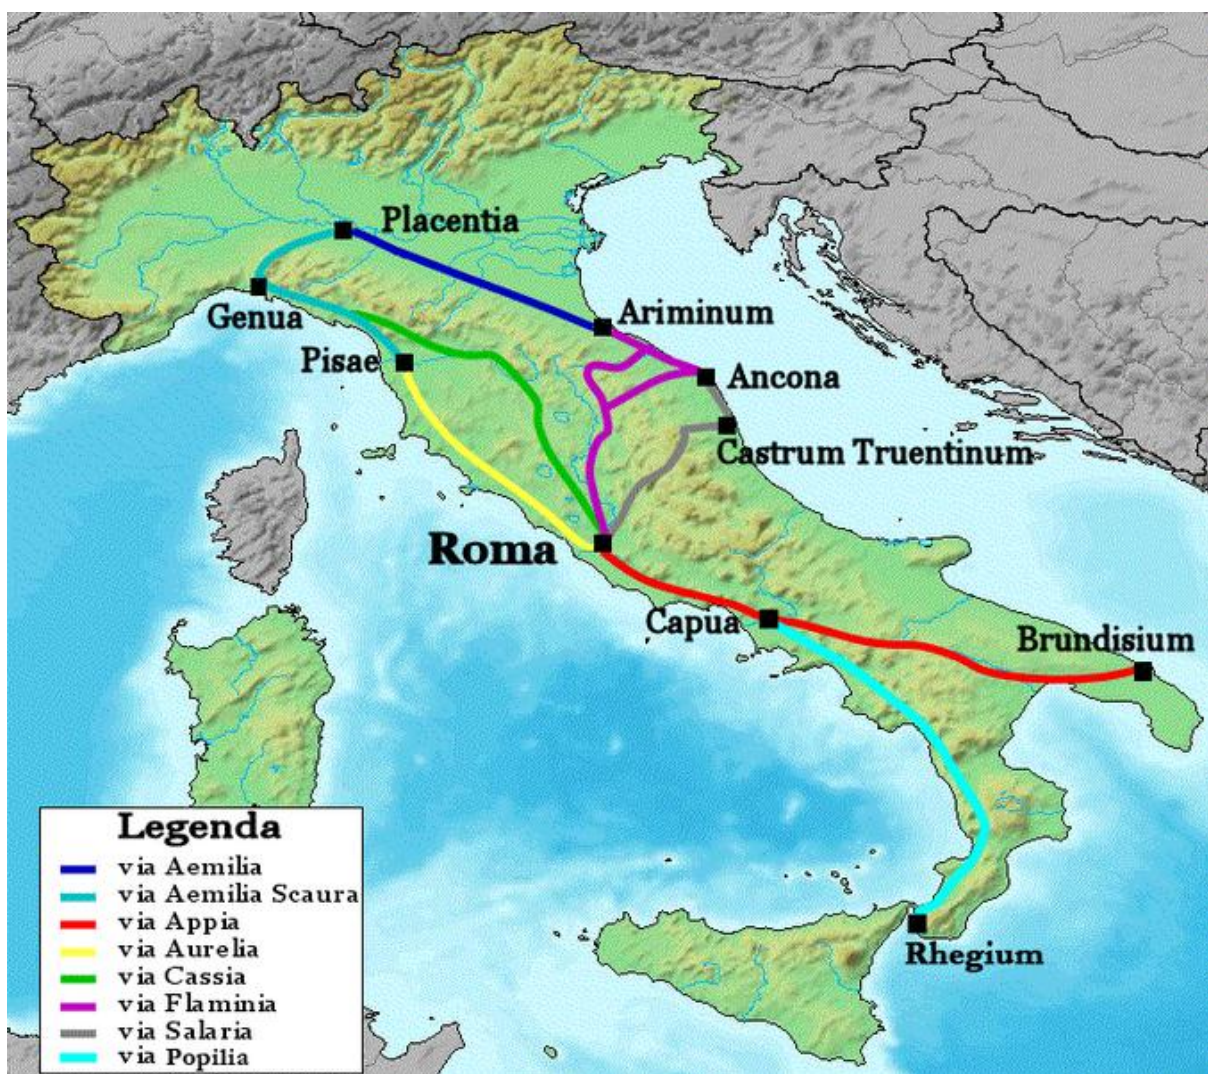 Placentia
Genua
Ariminum
Pisae
Ancona
Castrum Truentinum
Roma
Capua
Brundisium
Rhegium
Legenda
via Aemilia
via Aemilia Scaura
via Appia
via Aurelia
via Cassia
via Flaminia
via Salaria
via Popilia